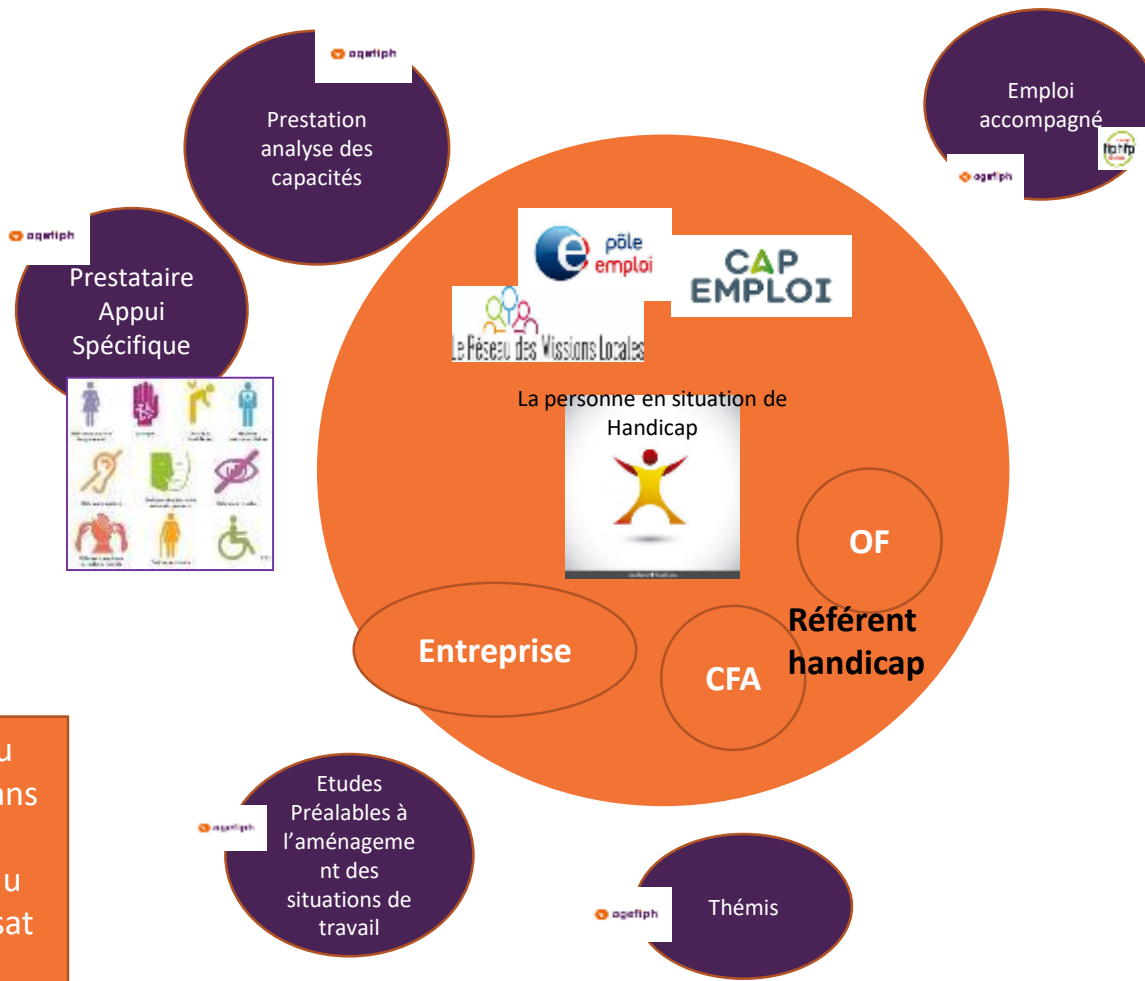 agefiph
Prestation
analyse des
capacités
Emploi
accompagné
agefiph
agefiph
Prestataire
Appui
Spécifique
pôle
emploi
CAP
EMPLOI
Le Réseau des Missions Locales
La personne en situation de
Handicap
OF
Référent
handicap
Entreprise
CFA
u
ans
u
sat
Etudes
Préalables à
l'aménageme
nt des
situations de
travail
agefiph
agefiph
Thémis